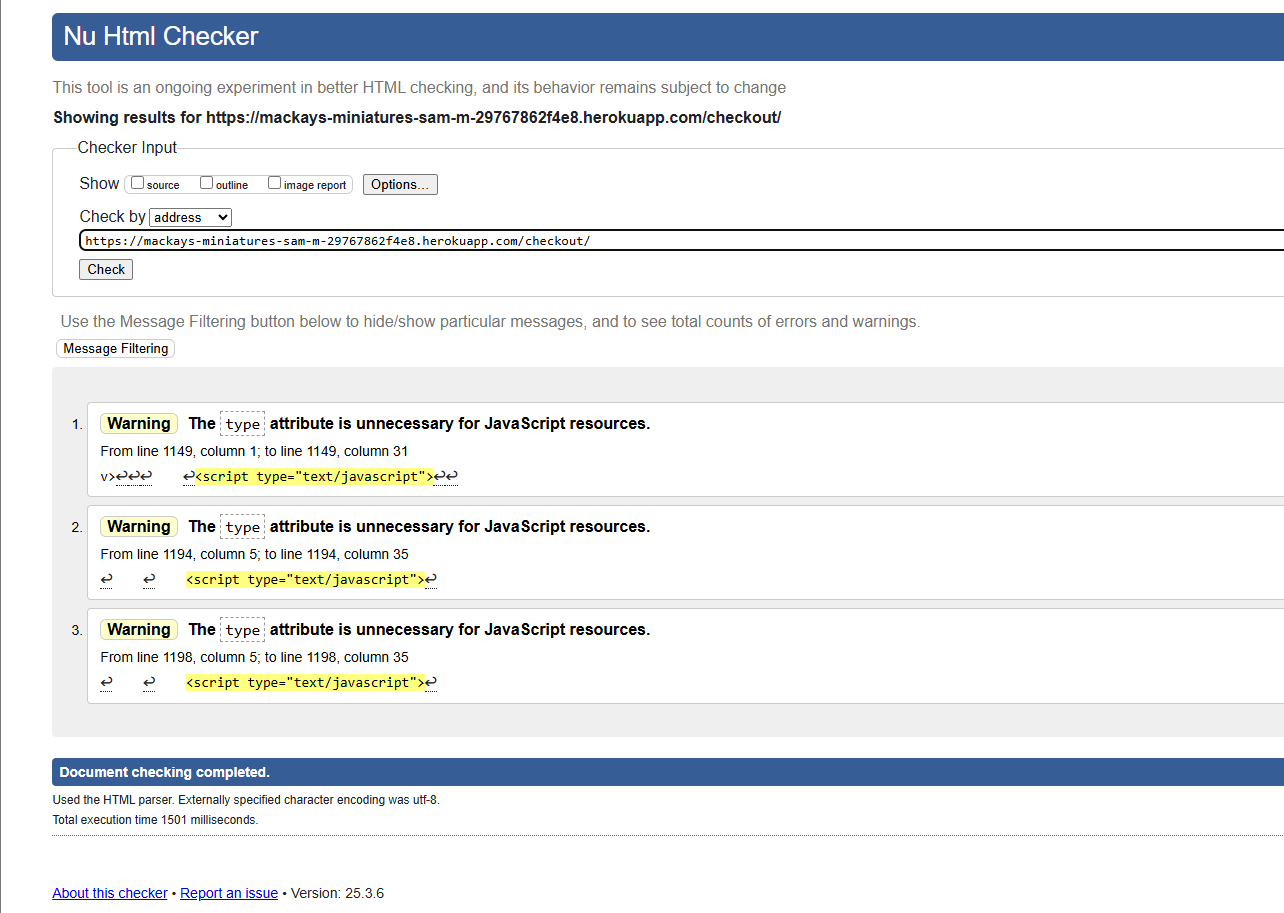 Nu Html Checker
This tool is an ongoing experiment in better HTML checking, and its behavior remains subject to change
Showing results for https://mackays-miniatures-sam-m-29767862f4e8.herokuapp.com/checkout/
Checker Input
Show source outline image report Options...
Check by address
https://mackays-miniatures-sam-m-29767862f4e8.herokuapp.com/checkout/
Check
Use the Message Filtering button below to hide/show particular messages, and to see total counts of errors and warnings.
Message Filtering
1. Warning The type attribute is unnecessary for JavaScript resources.
From line 1149, column 1; to line 1149, column 31
v>↩↩↩ ↩<script type="text/javascript">↩↩
2. Warning The type attribute is unnecessary for JavaScript resources.
From line 1194, column 5; to line 1194, column 35
↩ ↩ <script type="text/javascript">↩
3. Warning The type attribute is unnecessary for JavaScript resources.
From line 1198, column 5; to line 1198, column 35
↩ ↩ <script type="text/javascript">↩
Document checking completed.
Used the HTML parser. Externally specified character encoding was utf-8.
Total execution time 1501 milliseconds.
About this checker • Report an issue • Version: 25.3.6